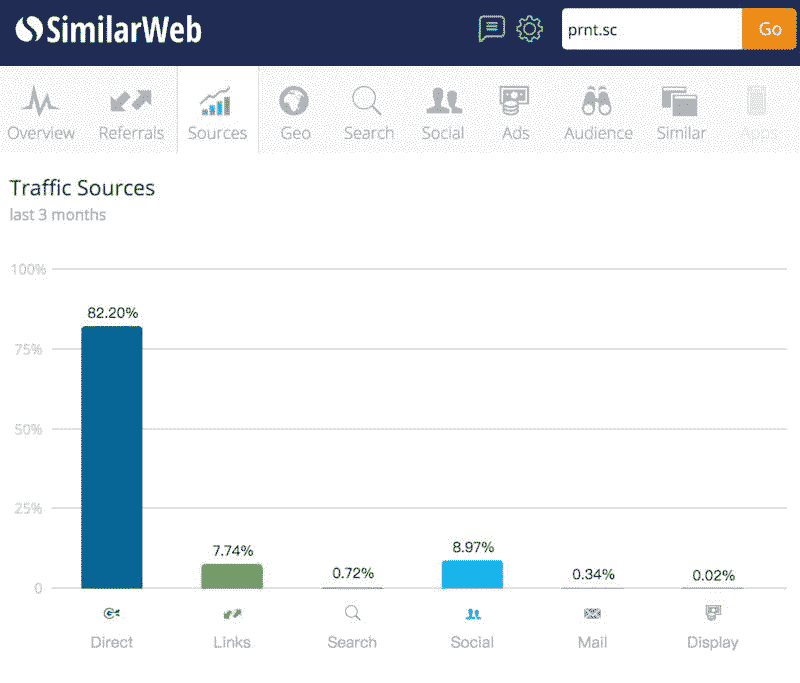 SimilarWeb
prnt.sc
Go
Overview
Referrals
Sources
Geo
Search
Social
Ads
Audience
Similar
Apps
Traffic Sources
last 3 months
100%
75%
50%
25%
0
82.20%
7.74%
0.72%
8.97%
0.34%
0.02%
Direct
Links
Search
Social
Mail
Display